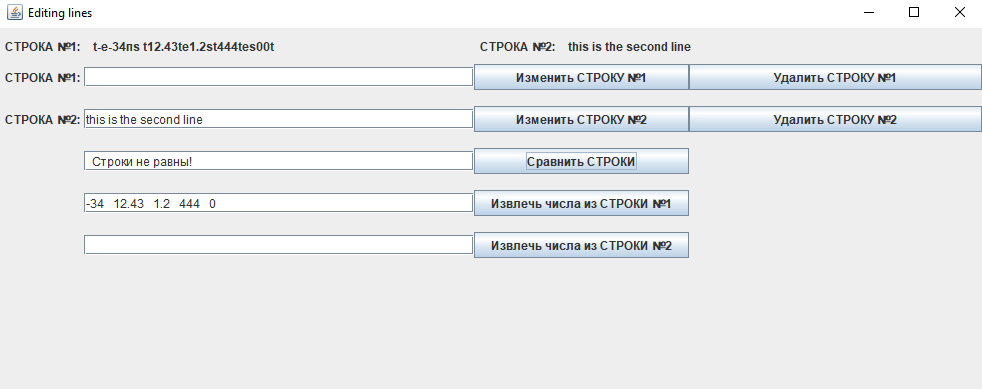 Editing lines
СТРОКА №1: t-e-34ns t12.43te1.2st444tes00t СТРОКА №2: this is the second line
СТРОКА №1: Изменить СТРОКУ №1 Удалить СТРОКУ №1
СТРОКА №2: this is the second line Изменить СТРОКУ №2 Удалить СТРОКУ №2
Строки не равны! Сравнить СТРОКИ
-34 12.43 1.2 444 0 Извлечь числа из СТРОКИ №1
Извлечь числа из СТРОКИ №2